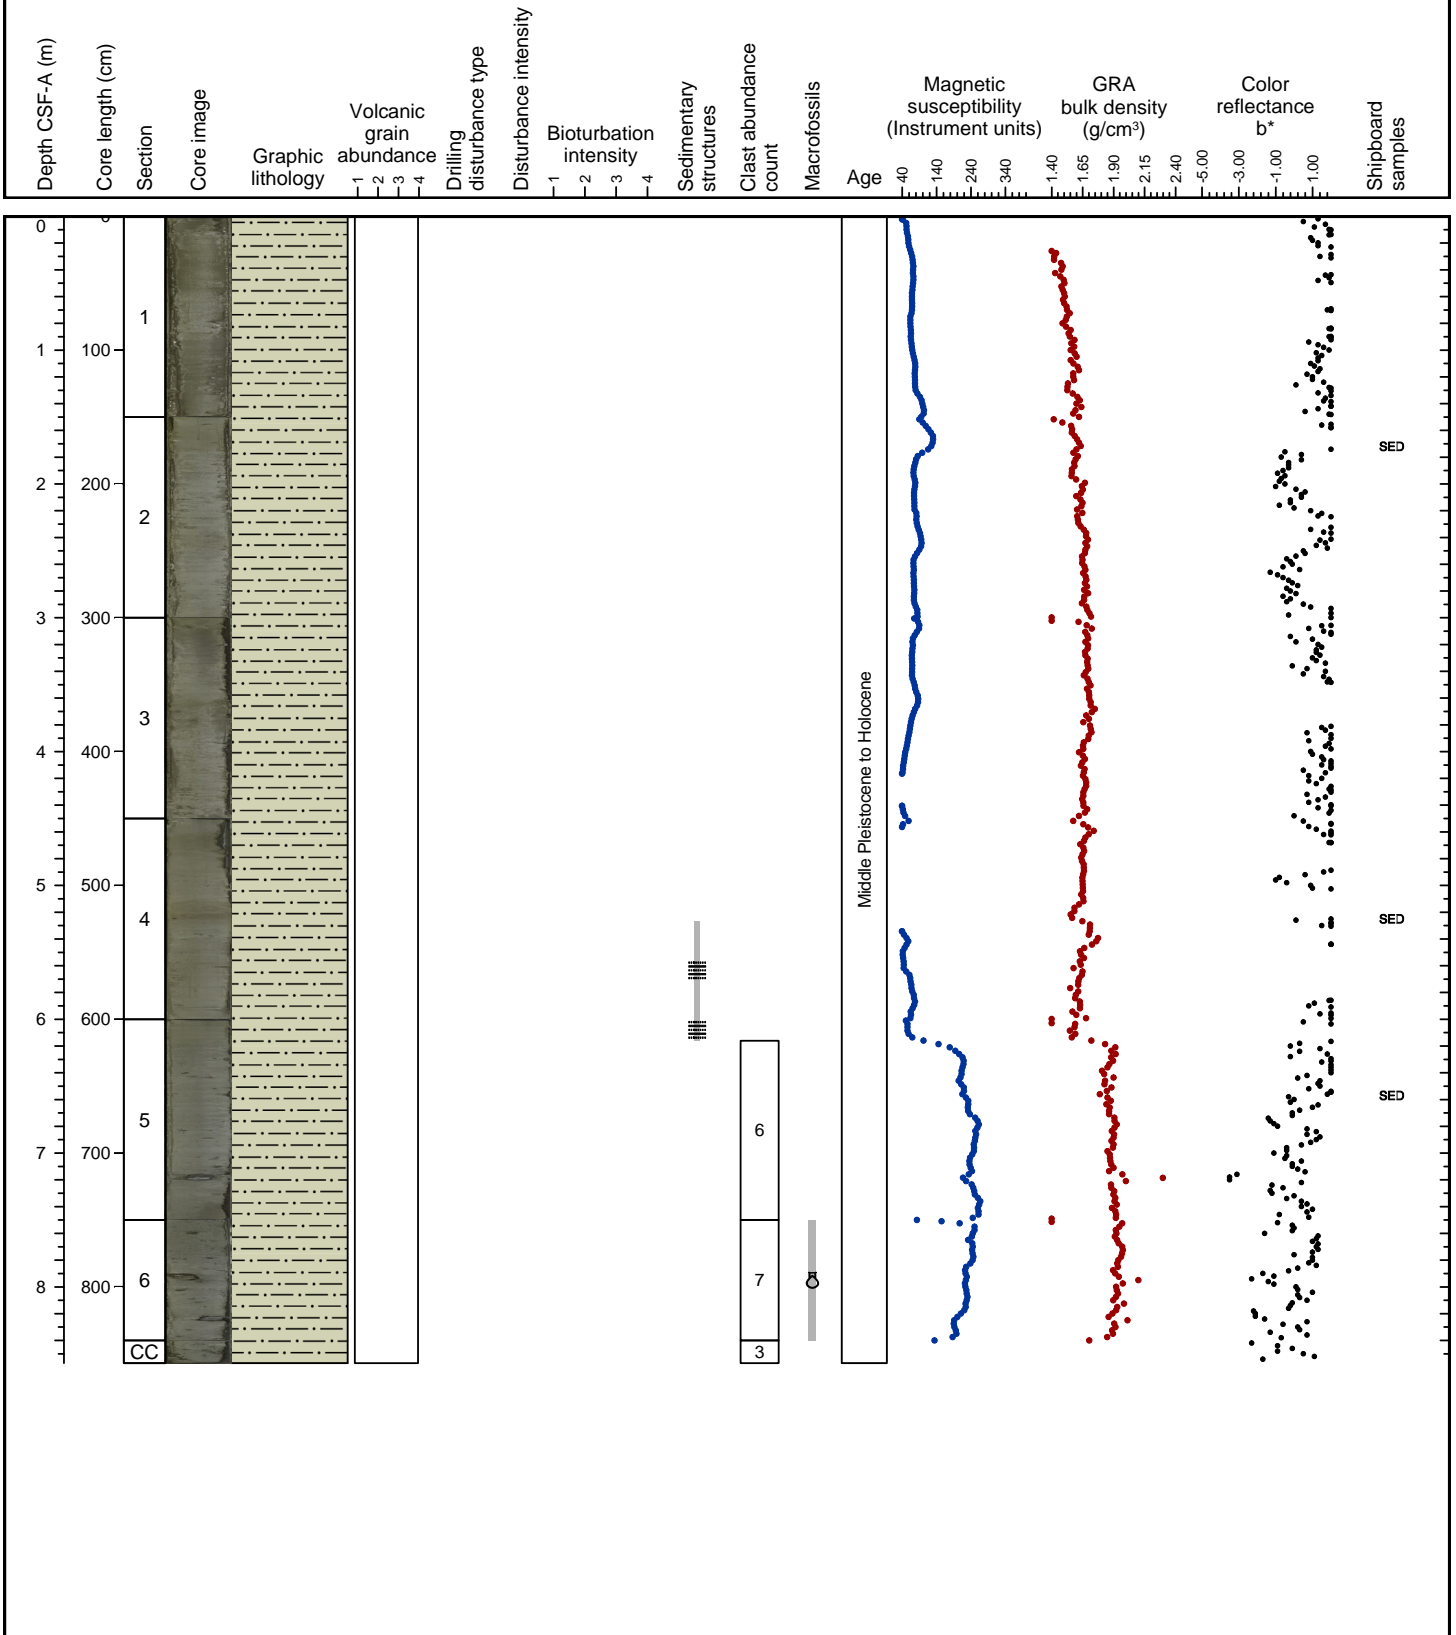 Depth CSF-A (m)
Core length (cm)
Section
Core image
Graphic
lithology
Volcanic
grain
abundance
1 2 3 4
Drilling
disturbance type
Disturbance intensity
Bioturbation
intensity
1 2 3 4
Sedimentary
structures
Clast abundance
count
Macrofossils
Age
Magnetic
susceptibility
(Instrument units)
40 140 240 340
GRA
bulk density
(g/cm³)
1.40 1.65 1.90 2.15 2.40
Color
reflectance
b*
-5.00 -3.00 -1.00 1.000
Shipboard
samples
0 0
1
1 100
SED
2 200
2
3 300
3
4 400
Middle Pleistocene to Holocene
5 500
4 SED
6 600
SED
5 6
7 700
6 7
8 800
CC 3